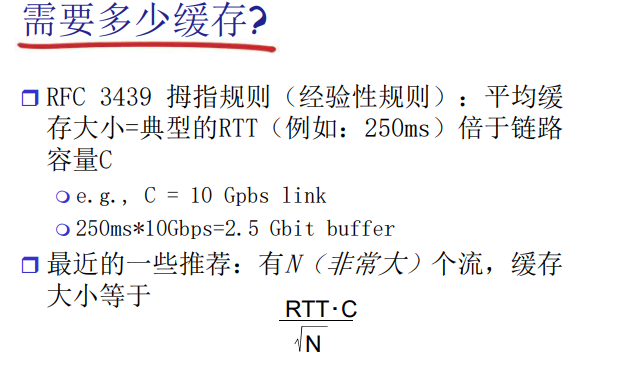 需要多少缓存?
RFC 3439 拇指规则（经验性规则）：平均缓
存大小=典型的RTT（例如：250ms）倍于链路
容量C
e.g., C = 10 Gpbs link
250ms*10Gbps=2.5 Gbit buffer
最近的一些推荐：有N（非常大）个流，缓存
大小等于
RTT·C
√N